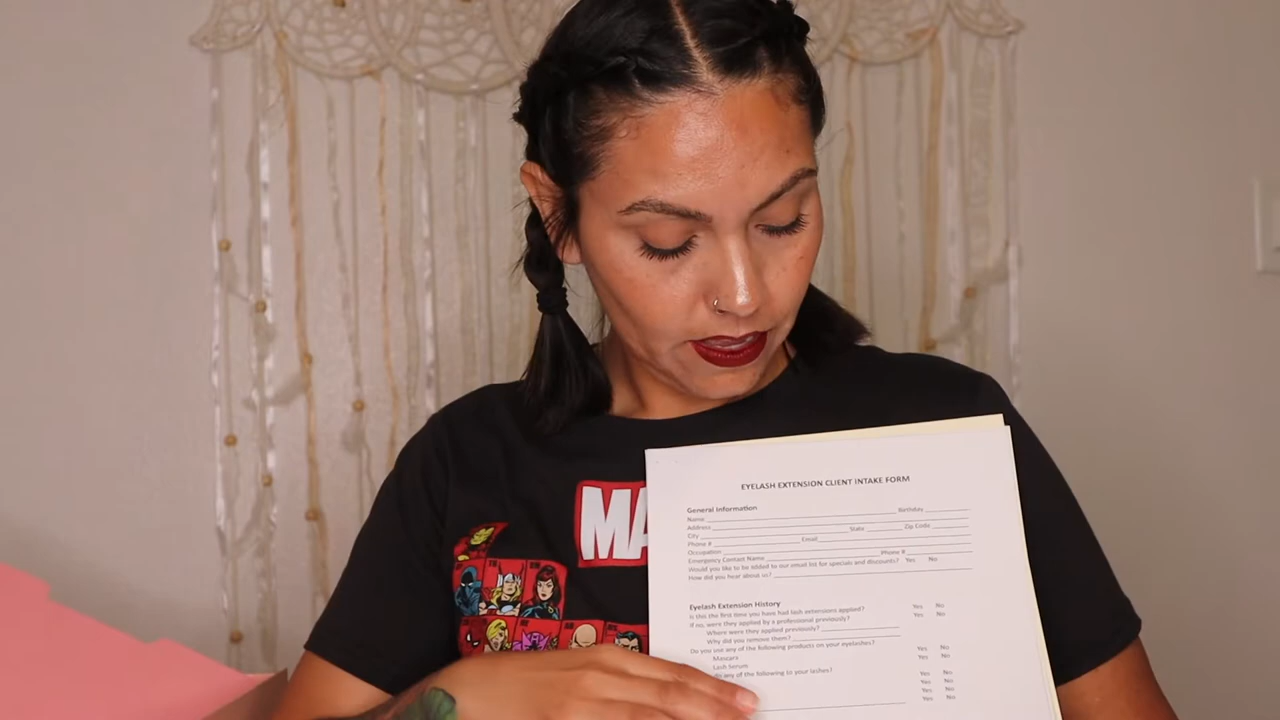 MA
EYELASH EXTENSION CLIENT INTAKE FORM
General Information
Name Birthday
Address
City State Zip Code
Phone # Email
Occupation
Emergency Contact Name Phone #
Would you like to be added to our email list for specials and discounts? Yes No
How did you hear about us?
Eyelash Extension History
Is this the first time you have had lash extensions applied? Yes No
If no, were they applied by a professional previously? Yes No
Where were they applied previously?
Why did you remove them?
Do you use any of the following products on your eyelashes?
Mascara Yes No
Lash Serum Yes No
any of the following to your lashes?
Yes No
Yes No
Yes No